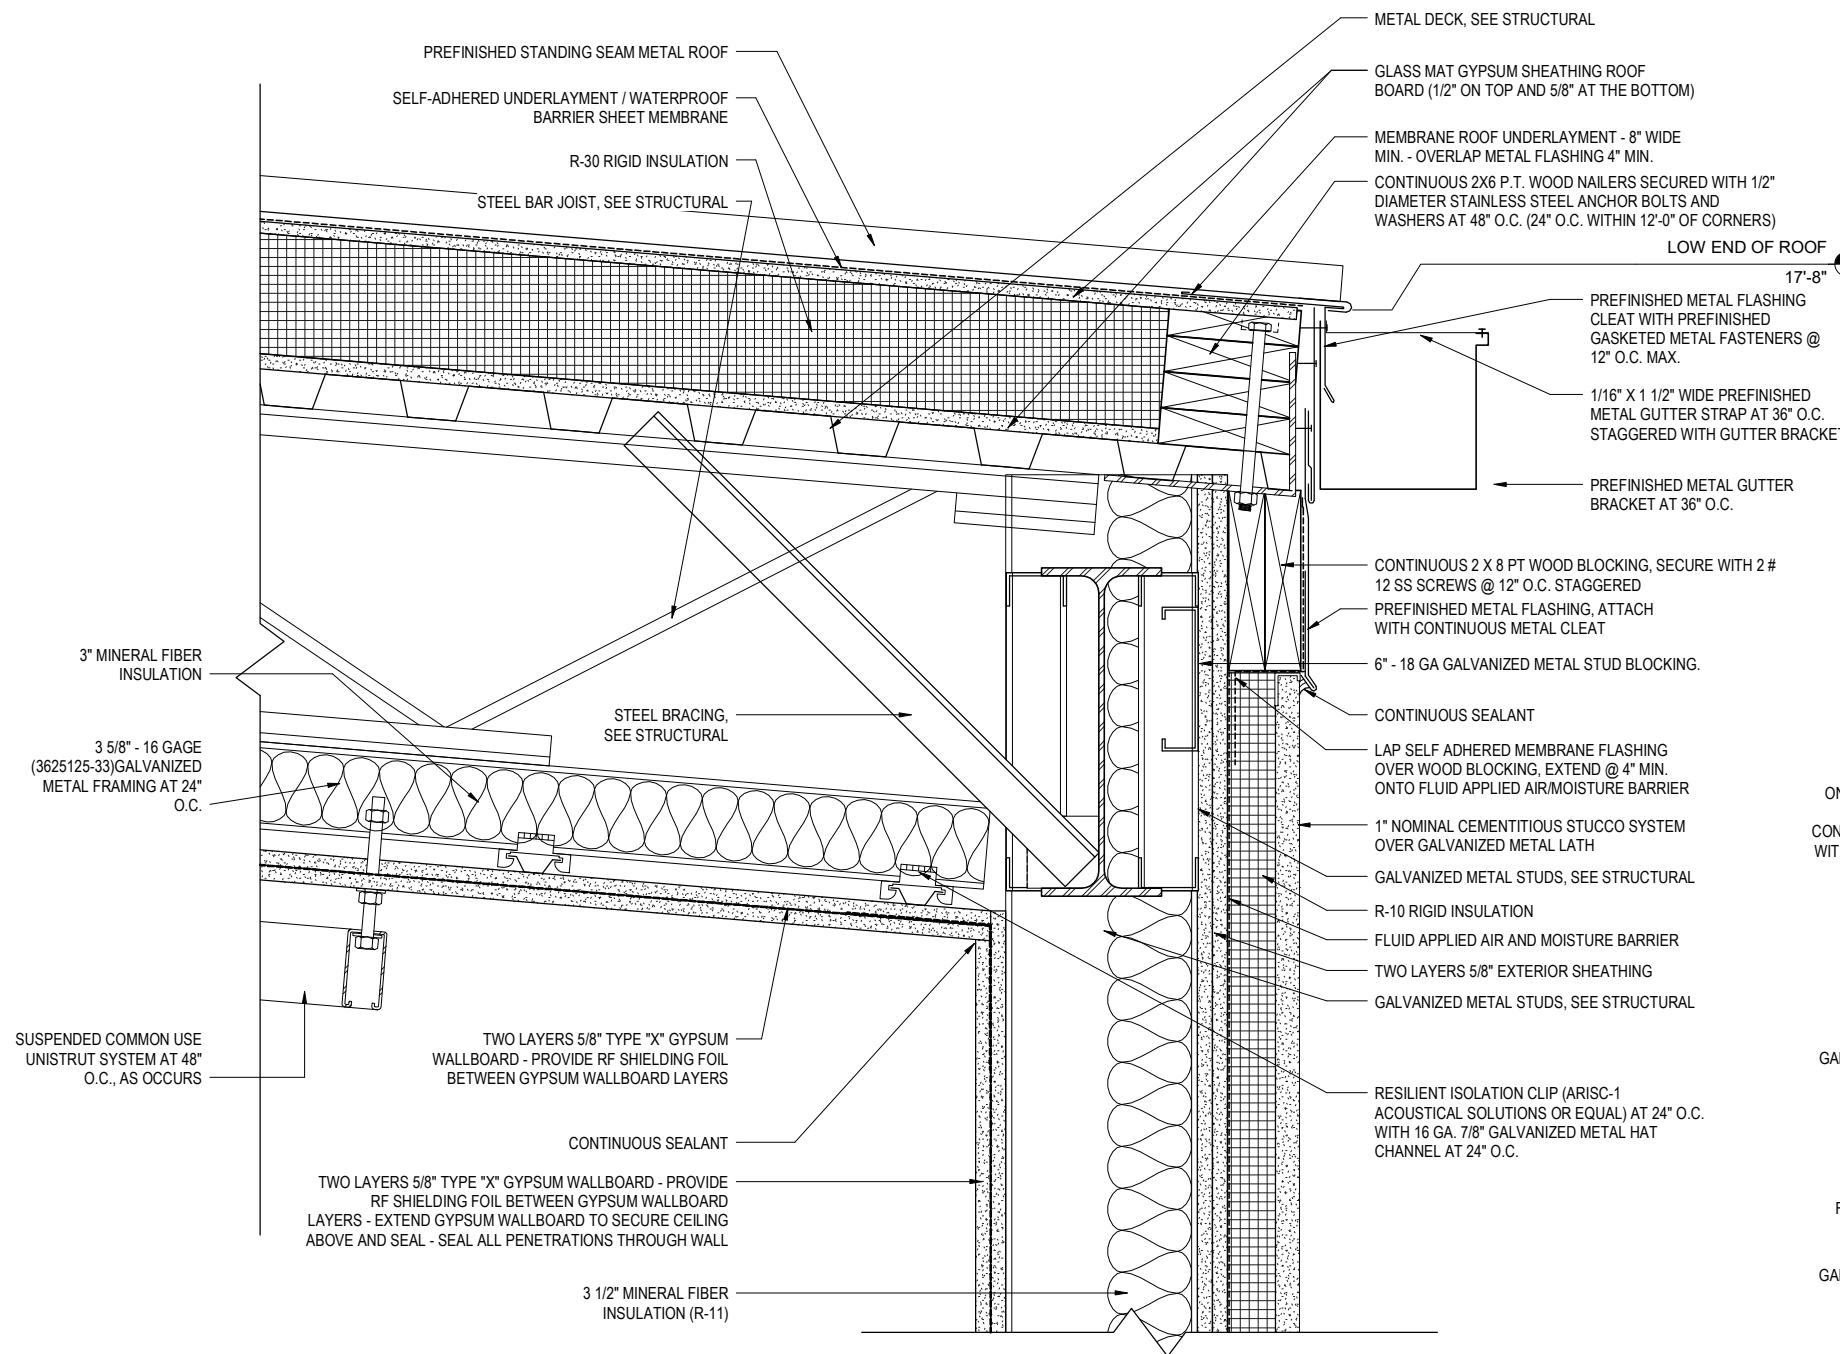 PREFINISHED STANDING SEAM METAL ROOF
SELF-ADHERED UNDERLAYMENT / WATERPROOF
BARRIER SHEET MEMBRANE
R-30 RIGID INSULATION
STEEL BAR JOIST, SEE STRUCTURAL
3" MINERAL FIBER
INSULATION
3 5/8" - 16 GAGE
(3625125-33)GALVANIZED
METAL FRAMING AT 24"
O.C.
STEEL BRACING,
SEE STRUCTURAL
SUSPENDED COMMON USE
UNISTRUT SYSTEM AT 48"
O.C., AS OCCURS
TWO LAYERS 5/8" TYPE "X" GYPSUM
WALLBOARD - PROVIDE RF SHIELDING FOIL
BETWEEN GYPSUM WALLBOARD LAYERS
CONTINUOUS SEALANT
TWO LAYERS 5/8" TYPE "X" GYPSUM WALLBOARD - PROVIDE
RF SHIELDING FOIL BETWEEN GYPSUM WALLBOARD
LAYERS - EXTEND GYPSUM WALLBOARD TO SECURE CEILING
ABOVE AND SEAL - SEAL ALL PENETRATIONS THROUGH WALL
3 1/2" MINERAL FIBER
INSULATION (R-11)
METAL DECK, SEE STRUCTURAL
GLASS MAT GYPSUM SHEATHING ROOF
BOARD (1/2" ON TOP AND 5/8" AT THE BOTTOM)
MEMBRANE ROOF UNDERLAYMENT - 8" WIDE
MIN. - OVERLAP METAL FLASHING 4" MIN.
CONTINUOUS 2X6 P.T. WOOD NAILERS SECURED WITH 1/2"
DIAMETER STAINLESS STEEL ANCHOR BOLTS AND
WASHERS AT 48" O.C. (24" O.C. WITHIN 12'-0" OF CORNERS)
LOW END OF ROOF
17'-8"
PREFINISHED METAL FLASHING
CLEAT WITH PREFINISHED
GASKETED METAL FASTENERS @
12" O.C. MAX.
1/16" X 1 1/2" WIDE PREFINISHED
METAL GUTTER STRAP AT 36" O.C.
STAGGERED WITH GUTTER BRACKET
PREFINISHED METAL GUTTER
BRACKET AT 36" O.C.
CONTINUOUS 2 X 8 PT WOOD BLOCKING, SECURE WITH 2 #
12 SS SCREWS @ 12" O.C. STAGGERED
PREFINISHED METAL FLASHING, ATTACH
WITH CONTINUOUS METAL CLEAT
6" - 18 GA GALVANIZED METAL STUD BLOCKING.
CONTINUOUS SEALANT
LAP SELF ADHERED MEMBRANE FLASHING
OVER WOOD BLOCKING, EXTEND @ 4" MIN.
ONTO FLUID APPLIED AIR/MOISTURE BARRIER
1" NOMINAL CEMENTITIOUS STUCCO SYSTEM
OVER GALVANIZED METAL LATH
GALVANIZED METAL STUDS, SEE STRUCTURAL
R-10 RIGID INSULATION
FLUID APPLIED AIR AND MOISTURE BARRIER
TWO LAYERS 5/8" EXTERIOR SHEATHING
GALVANIZED METAL STUDS, SEE STRUCTURAL
RESILIENT ISOLATION CLIP (ARISC-1
ACOUSTICAL SOLUTIONS OR EQUAL) AT 24" O.C.
WITH 16 GA. 7/8" GALVANIZED METAL HAT
CHANNEL AT 24" O.C.